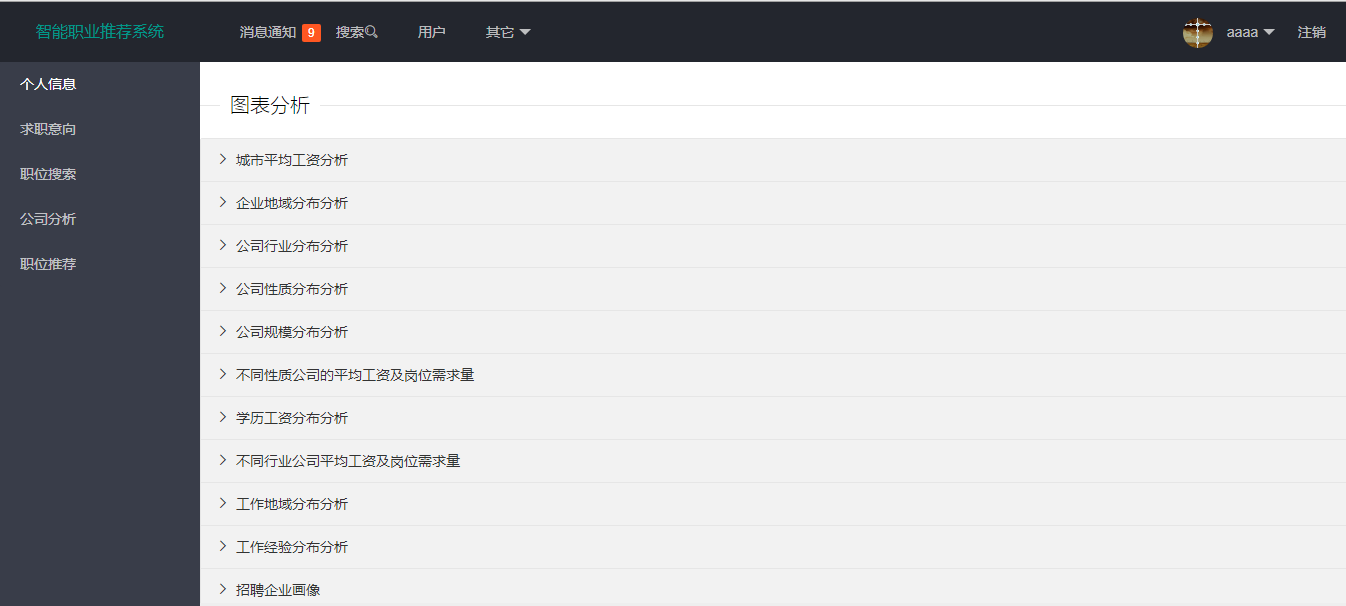 智能职业推荐系统 消息通知 9 搜索 用户 其它 aaaa 注销
个人信息
求职意向
职位搜索
公司分析
职位推荐
图表分析
城市平均工资分析
企业地域分布分析
公司行业分布分析
公司性质分布分析
公司规模分布分析
不同性质公司的平均工资及岗位需求量
学历工资分布分析
不同行业公司平均工资及岗位需求量
工作地域分布分析
工作经验分布分析
招聘企业画像